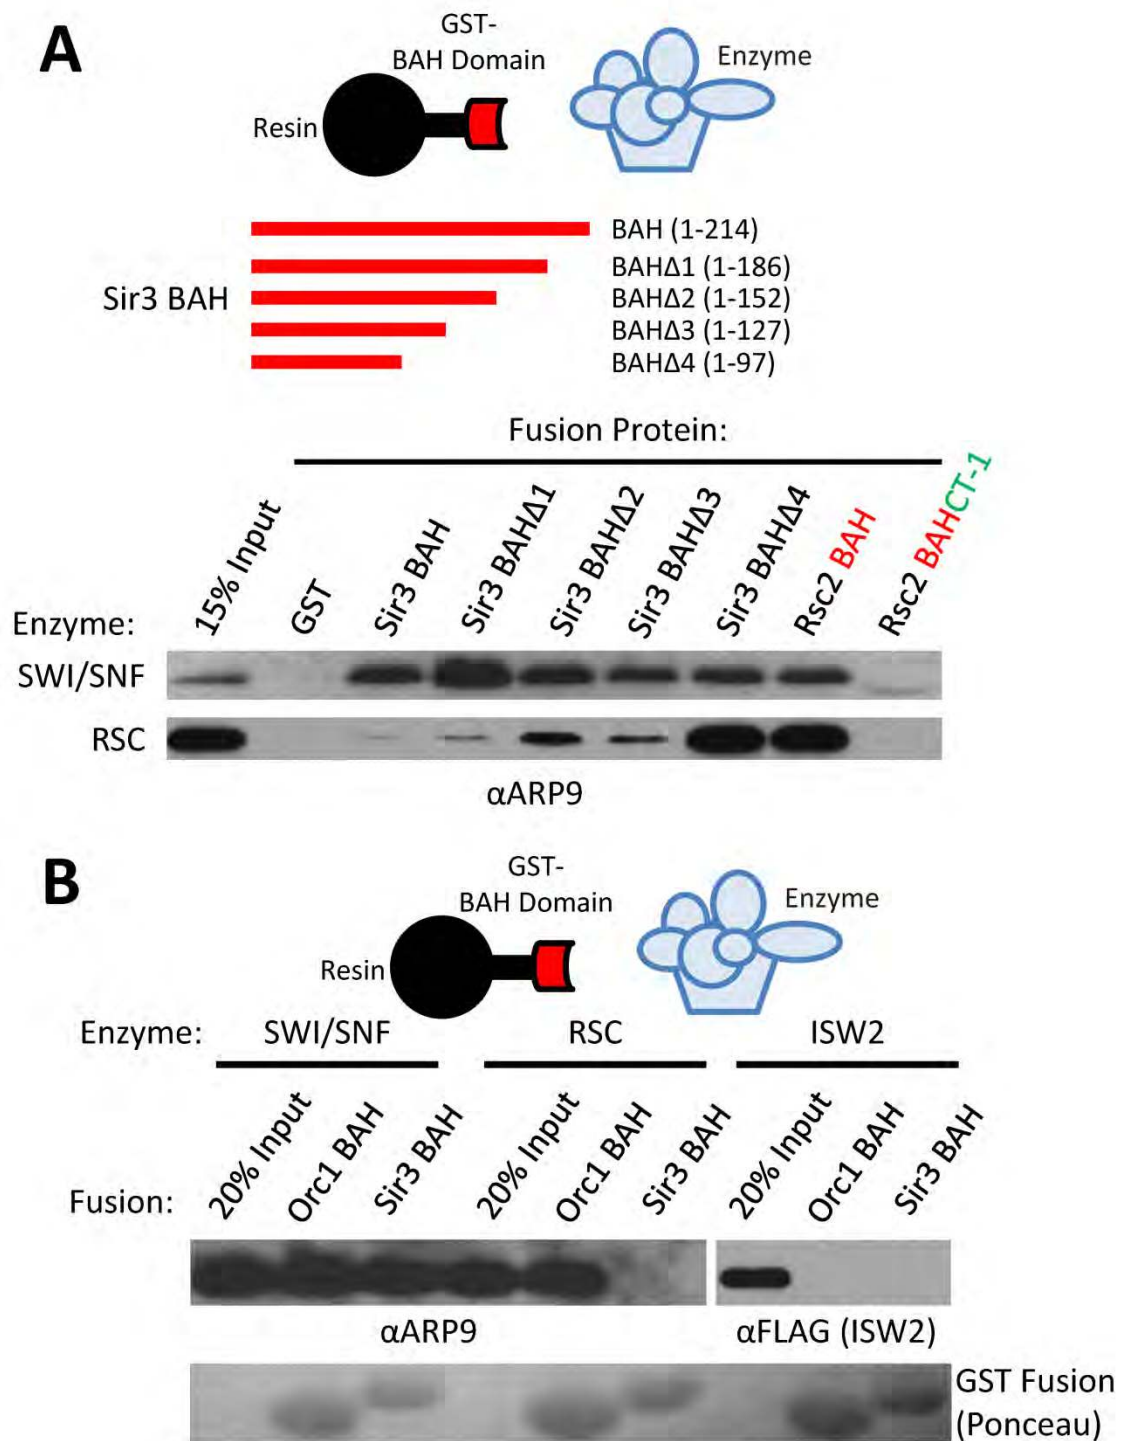 A
GST-
BAH Domain
Enzyme
Resin
Sir3 BAH
BAH (1-214)
BAHΔ1 (1-186)
BAHΔ2 (1-152)
BAHΔ3 (1-127)
BAHΔ4 (1-97)
Fusion Protein:
15% Input
GST
Sir3 BAH
Sir3 BAHΔ1
Sir3 BAHΔ2
Sir3 BAHΔ3
Sir3 BAHΔ4
Rsc2 BAH
Rsc2 BAHCT-1
Enzyme:
SWI/SNF
RSC
αARP9
B
GST-
BAH Domain
Enzyme
Resin
Enzyme: SWI/SNF RSC ISW2
Fusion:
20% Input
Orc1 BAH
Sir3 BAH
20% Input
Orc1 BAH
Sir3 BAH
20% Input
Orc1 BAH
Sir3 BAH
αARP9 αFLAG (ISW2)
GST Fusion
(Ponceau)